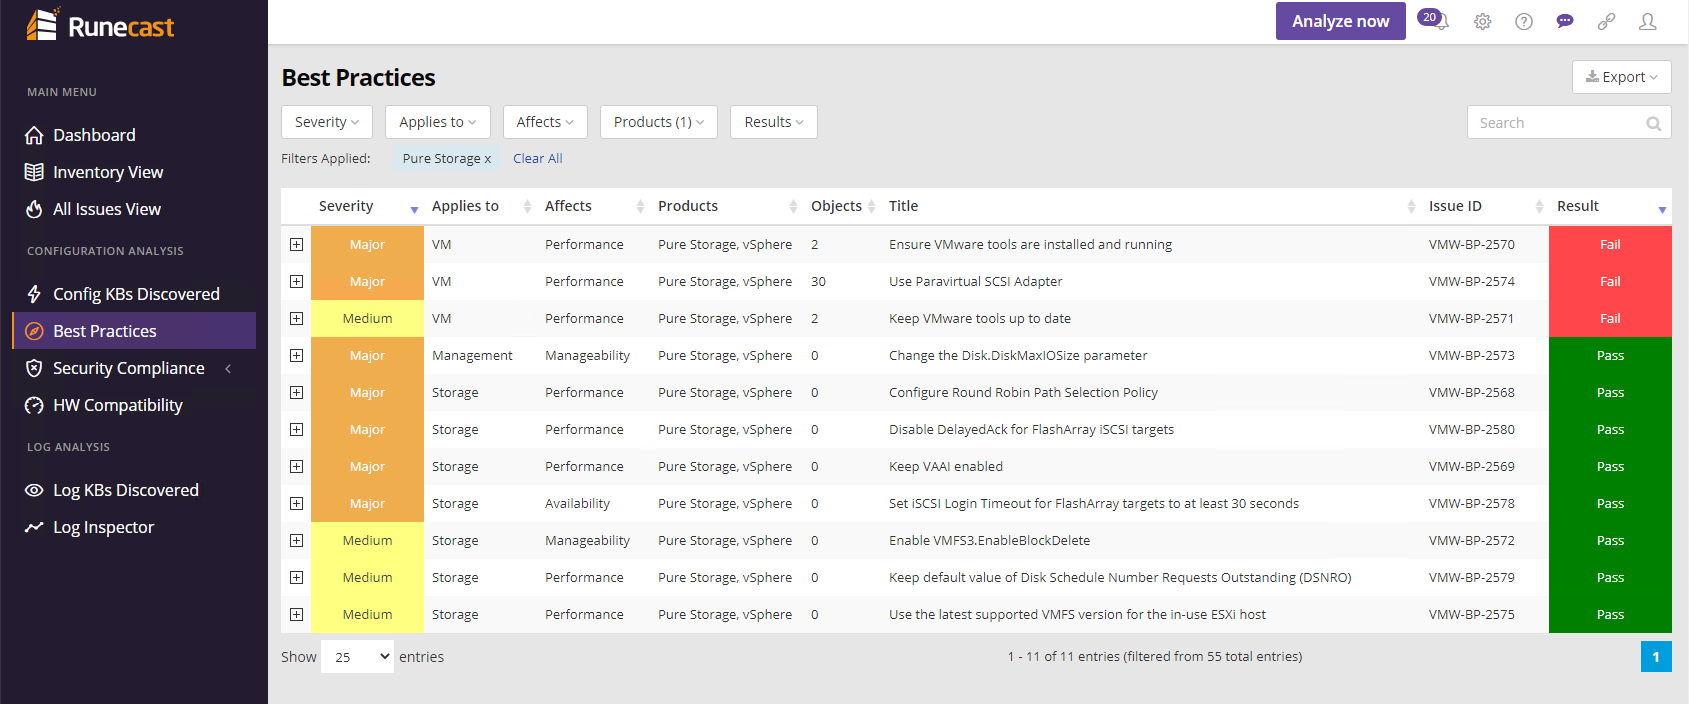 Runecast
Analyze now
20
MAIN MENU
Dashboard
Inventory View
All Issues View
CONFIGURATION ANALYSIS
Config KBs Discovered
Best Practices
Security Compliance
HW Compatibility
LOG ANALYSIS
Log KBs Discovered
Log Inspector
Best Practices
Export
Severity Applies to Affects Products (1) Results
Search
Filters Applied: Pure Storage x Clear All
Severity Applies to Affects Products Objects Title Issue ID Result
Major VM Performance Pure Storage, vSphere 2 Ensure VMware tools are installed and running VMW-BP-2570 Fail
Major VM Performance Pure Storage, vSphere 30 Use Paravirtual SCSI Adapter VMW-BP-2574 Fail
Medium VM Performance Pure Storage, vSphere 2 Keep VMware tools up to date VMW-BP-2571 Fail
Major Management Manageability Pure Storage, vSphere 0 Change the Disk.DiskMaxIOSize parameter VMW-BP-2573 Pass
Major Storage Performance Pure Storage, vSphere 0 Configure Round Robin Path Selection Policy VMW-BP-2568 Pass
Major Storage Performance Pure Storage, vSphere 0 Disable DelayedAck for FlashArray iSCSI targets VMW-BP-2580 Pass
Major Storage Performance Pure Storage, vSphere 0 Keep VAAI enabled VMW-BP-2569 Pass
Major Storage Availability Pure Storage, vSphere 0 Set iSCSI Login Timeout for FlashArray targets to at least 30 seconds VMW-BP-2578 Pass
Medium Storage Manageability Pure Storage, vSphere 0 Enable VMFS3.EnableBlockDelete VMW-BP-2572 Pass
Medium Storage Performance Pure Storage, vSphere 0 Keep default value of Disk Schedule Number Requests Outstanding (DSNRO) VMW-BP-2579 Pass
Medium Storage Performance Pure Storage, vSphere 0 Use the latest supported VMFS version for the in-use ESXi host VMW-BP-2575 Pass
Show 25 entries
1 - 11 of 11 entries (filtered from 55 total entries)
1